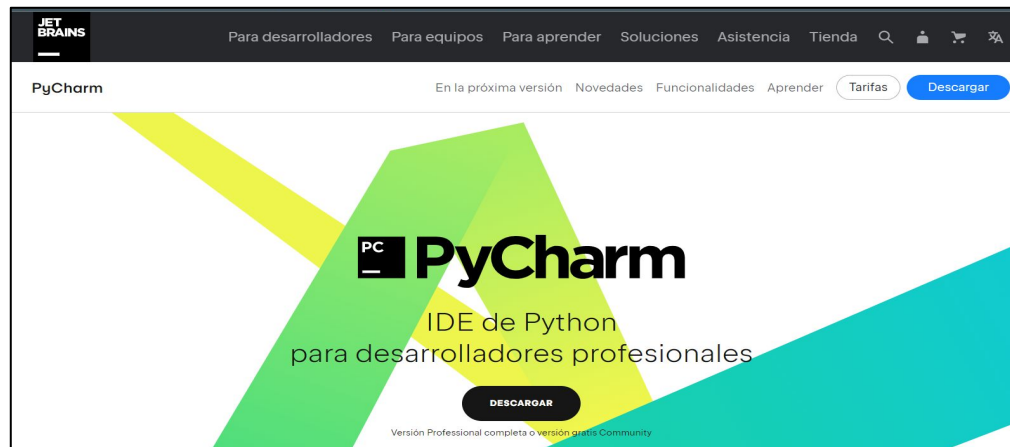 JET
BRAINS
Para desarrolladores Para equipos Para aprender Soluciones Asistencia Tienda
PyCharm
En la próxima versión Novedades Funcionalidades Aprender Tarifas Descargar
PC PyCharm
IDE de Python
para desarrolladores profesionales
DESCARGAR
Versión Professional completa o versión gratis Community